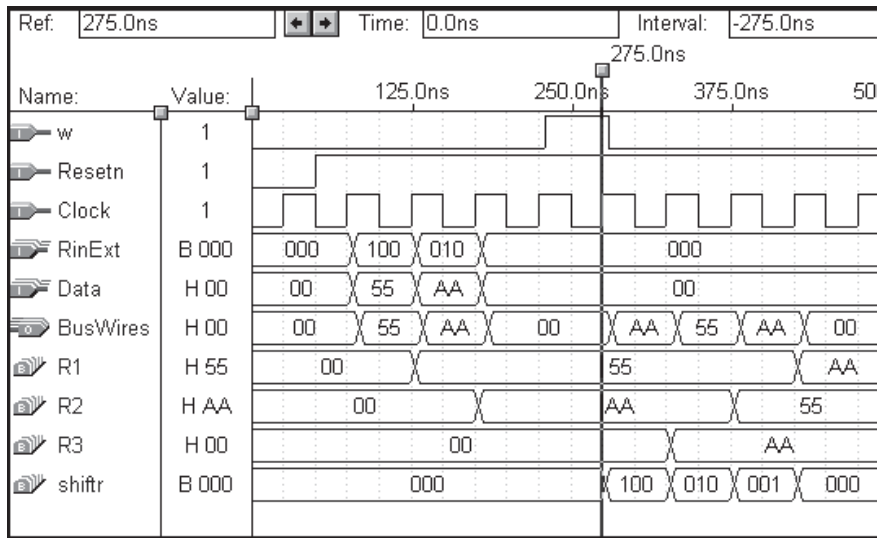 Ref: 275.0ns Time: 0.0ns Interval: -275.0ns
275.0ns
Name: Value: 125.0ns 250.0ns 375.0ns 50
w 1
Resetn 1
Clock 1
RinExt B 000 000 100 010 000
Data H 00 00 55 AA 00
BusWires H 00 00 55 AA 00 AA 55 AA 00
R1 H 55 00 55 AA
R2 H AA 00 AA 55
R3 H 00 00 AA
shiftr B 000 000 100 010 001 000